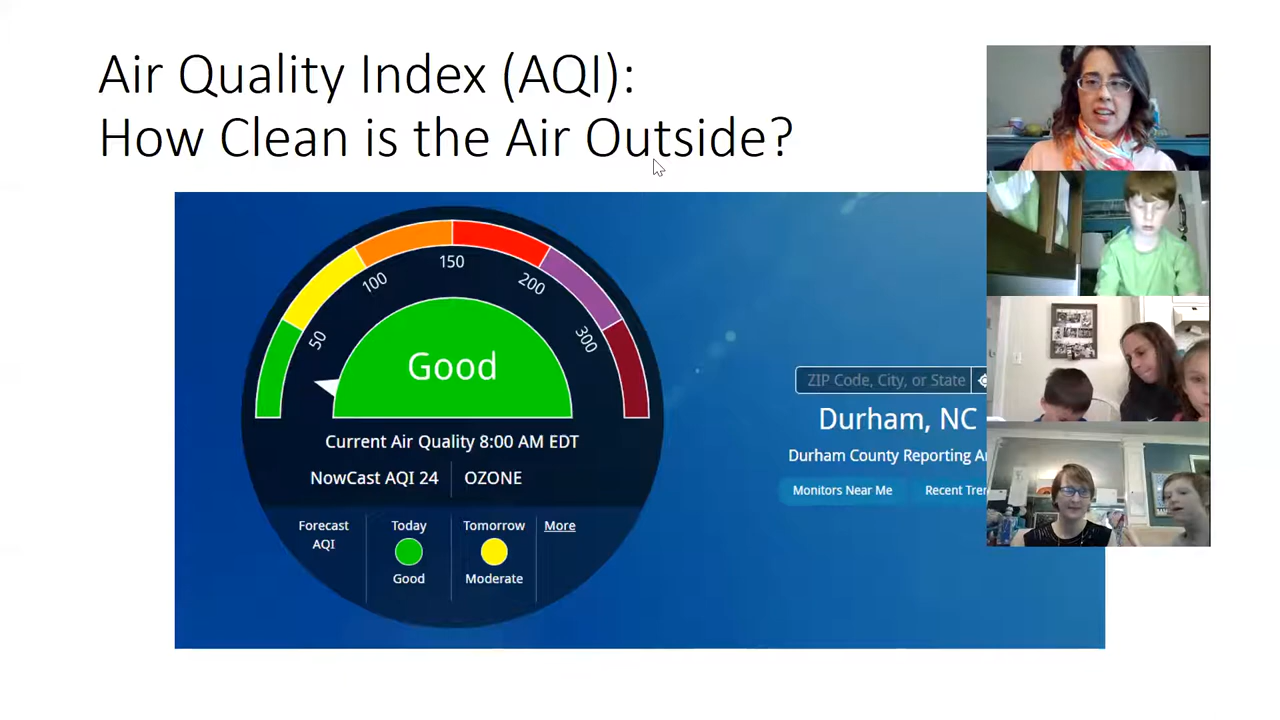 Air Quality Index (AQI):
How Clean is the Air Outside?
50
100
150
200
300
Good
Current Air Quality 8:00 AM EDT
NowCast AQI 24
OZONE
Forecast
AQI
Today
Good
Tomorrow
Moderate
More
ZIP Code, City, or State
Durham, NC
Durham County Reporting
Monitors Near Me
Recent